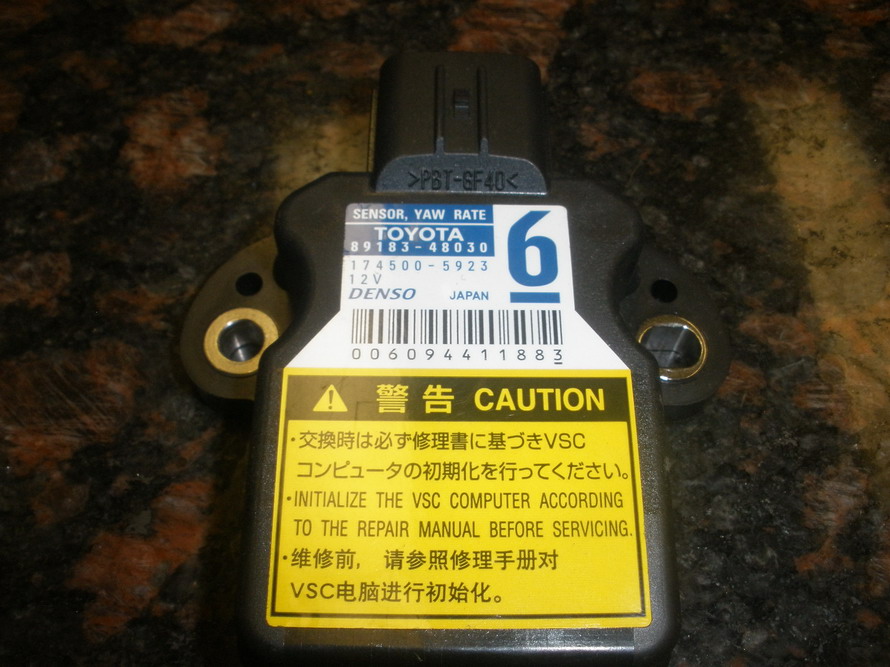 >PBT-GF40<
SENSOR, YAW RATE
TOYOTA
89183-48030
6
174500-5923
12V
DENSO JAPAN
006094411883
警告 CAUTION
・交換時は必ず修理書に基づきVSC
コンピュータの初期化を行ってください。
・INITIALIZE THE VSC COMPUTER ACCORDING
TO THE REPAIR MANUAL BEFORE SERVICING.
・维修前，请参照修理手册对
VSC电脑进行初始化。